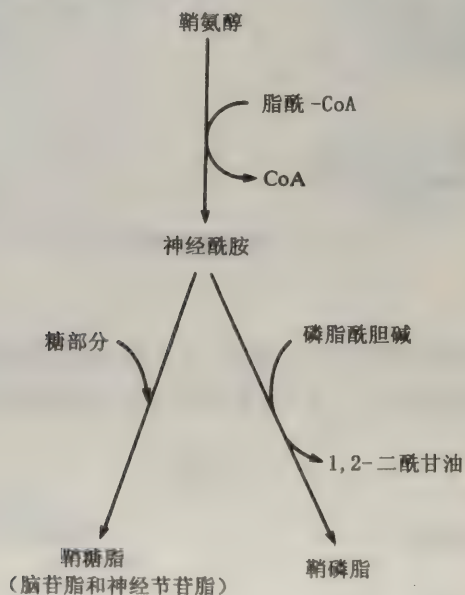 鞘氨醇
脂酰-CoA
CoA
神经酰胺
糖部分
磷脂酰胆碱
1,2-二酰甘油
鞘糖脂
(脑苷脂和神经节苷脂)
鞘磷脂